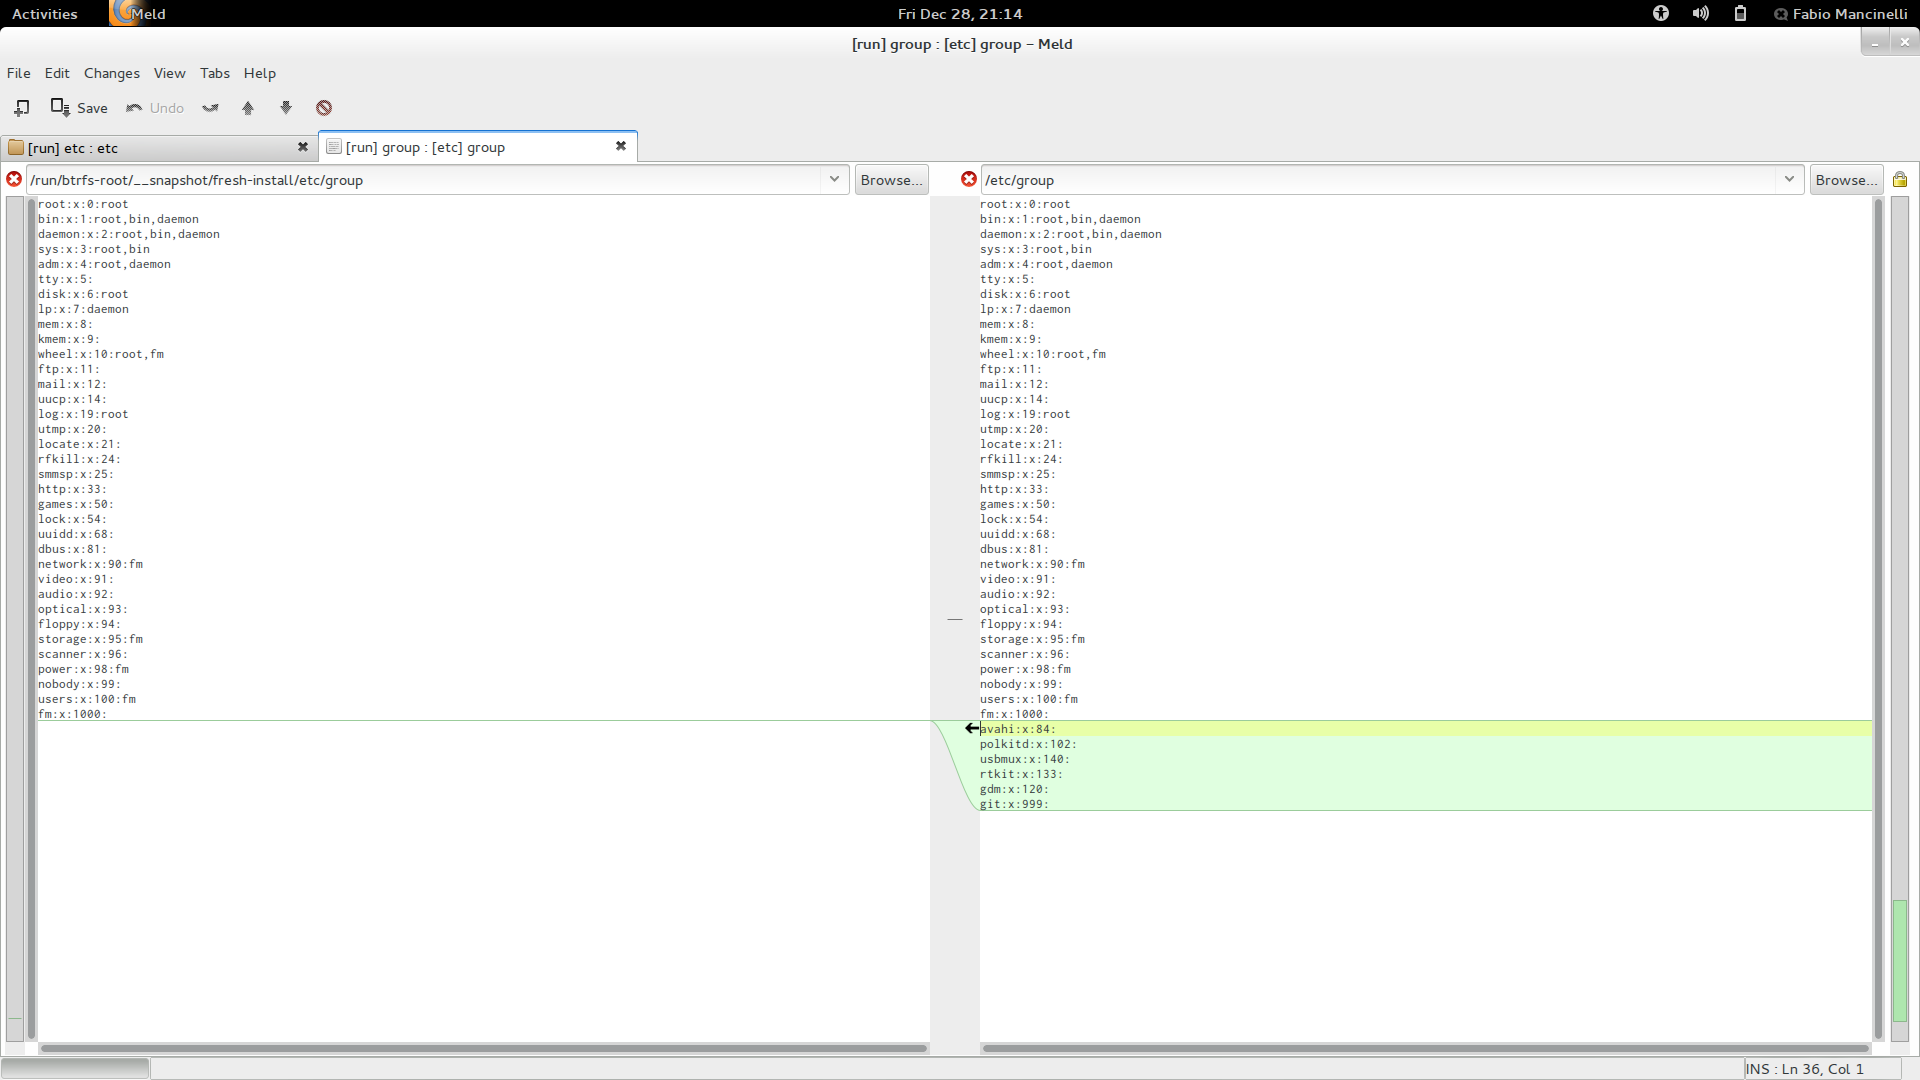 Activities
Meld
Fri Dec 28, 21:14
Fabio Mancinelli
[run] group : [etc] group – Meld
File Edit Changes View Tabs Help
Save Undo
[run] etc : etc
[run] group : [etc] group
/run/btrfs-root/__snapshot/fresh-install/etc/group
Browse...
/etc/group
Browse...
root:x:0:root
bin:x:1:root,bin,daemon
daemon:x:2:root,bin,daemon
sys:x:3:root,bin
adm:x:4:root,daemon
tty:x:5:
disk:x:6:root
lp:x:7:daemon
mem:x:8:
kmem:x:9:
wheel:x:10:root,fm
ftp:x:11:
mail:x:12:
uucp:x:14:
log:x:19:root
utmp:x:20:
locate:x:21:
rfkill:x:24:
smmsp:x:25:
http:x:33:
games:x:50:
lock:x:54:
uuidd:x:68:
dbus:x:81:
network:x:90:fm
video:x:91:
audio:x:92:
optical:x:93:
floppy:x:94:
storage:x:95:fm
scanner:x:96:
power:x:98:fm
nobody:x:99:
users:x:100:fm
fm:x:1000:
root:x:0:root
bin:x:1:root,bin,daemon
daemon:x:2:root,bin,daemon
sys:x:3:root,bin
adm:x:4:root,daemon
tty:x:5:
disk:x:6:root
lp:x:7:daemon
mem:x:8:
kmem:x:9:
wheel:x:10:root,fm
ftp:x:11:
mail:x:12:
uucp:x:14:
log:x:19:root
utmp:x:20:
locate:x:21:
rfkill:x:24:
smmsp:x:25:
http:x:33:
games:x:50:
lock:x:54:
uuidd:x:68:
dbus:x:81:
network:x:90:fm
video:x:91:
audio:x:92:
optical:x:93:
floppy:x:94:
storage:x:95:fm
scanner:x:96:
power:x:98:fm
nobody:x:99:
users:x:100:fm
fm:x:1000:
avahi:x:84:
polkitd:x:102:
usbmux:x:140:
rtkit:x:133:
gdm:x:120:
git:x:999:
INS : Ln 36, Col 1